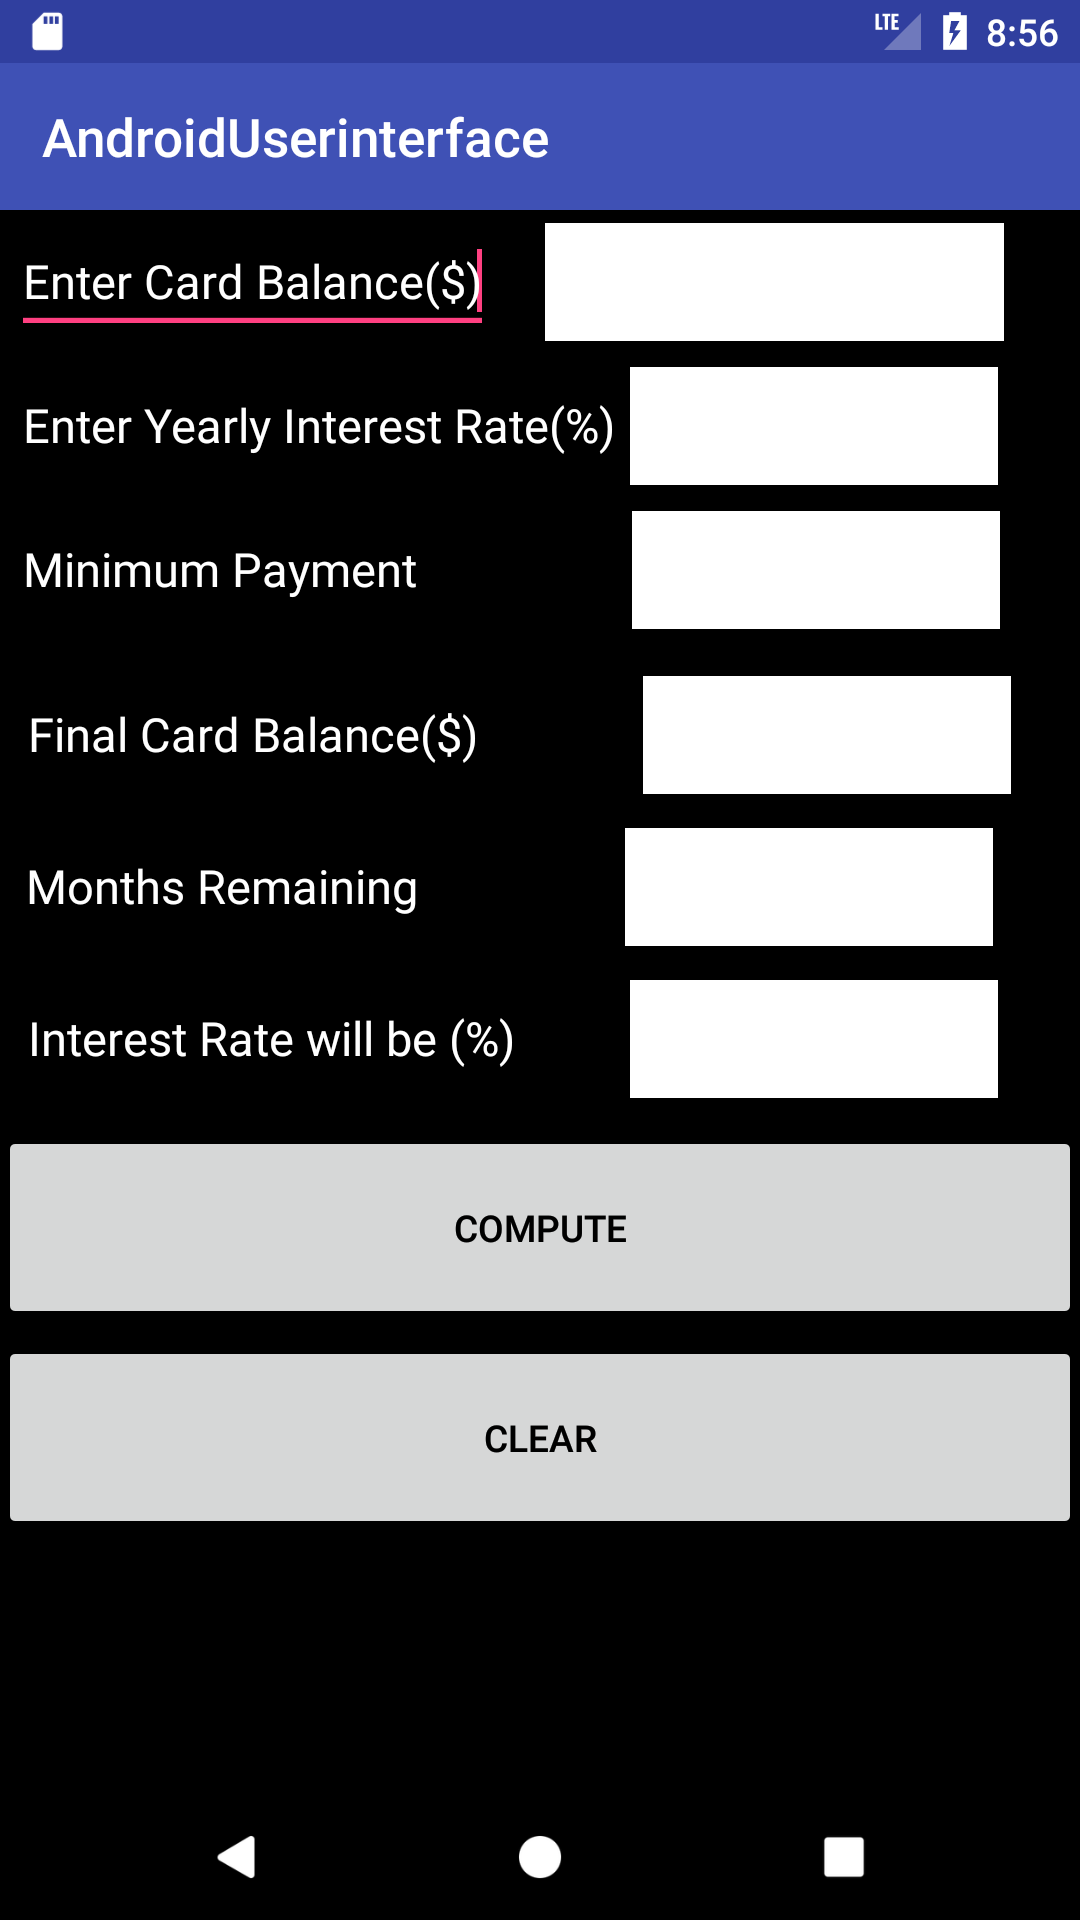 LTE 8:56
AndroidUserinterface
Enter Card Balance($)
Enter Yearly Interest Rate(%)
Minimum Payment
Final Card Balance($)
Months Remaining
Interest Rate will be (%)
COMPUTE
CLEAR